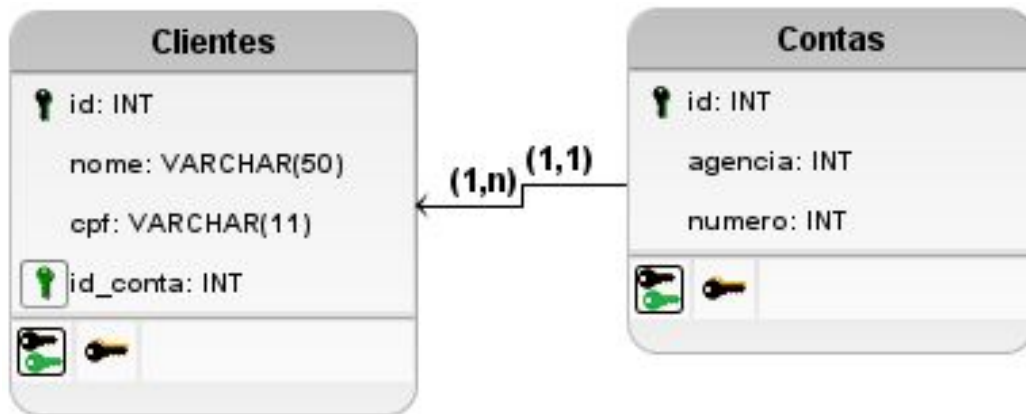 Clientes
id: INT
nome: VARCHAR(50)
cpf: VARCHAR(11)
id_conta: INT
(1,n)
(1,1)
Contas
id: INT
agencia: INT
numero: INT